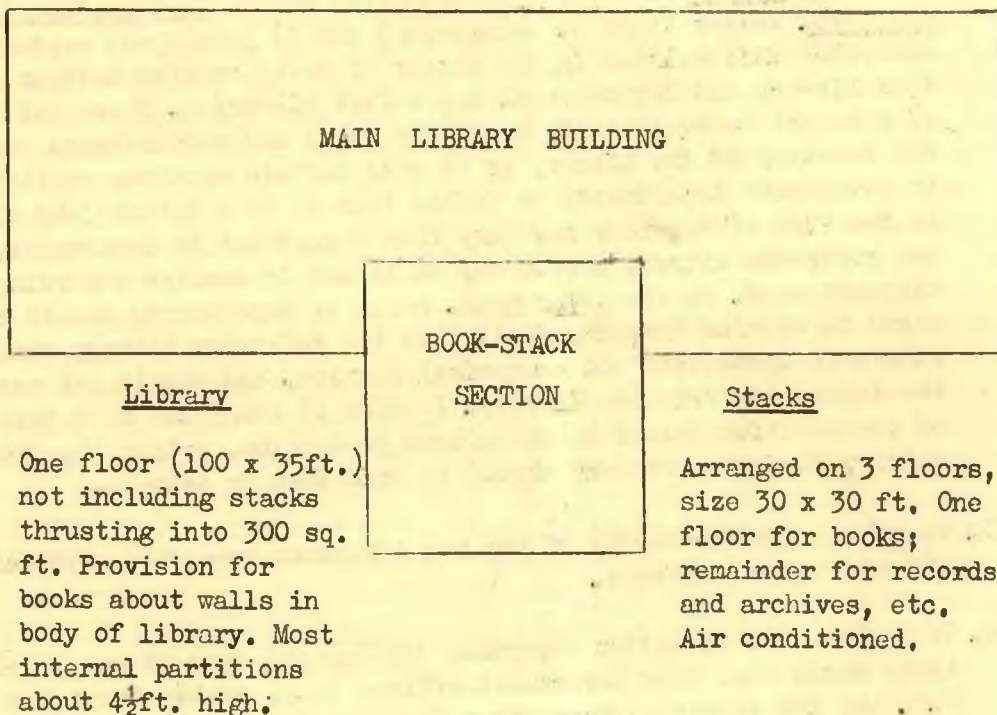 MAIN LIBRARY BUILDING
BOOK-STACK
SECTION
Library
One floor (100 x 35ft.)
not including stacks
thrusting into 300 sq.
ft. Provision for
books about walls in
body of library. Most
internal partitions
about 4½ft. high.
Stacks
Arranged on 3 floors,
size 30 x 30 ft. One
floor for books;
remainder for records
and archives, etc.
Air conditioned.